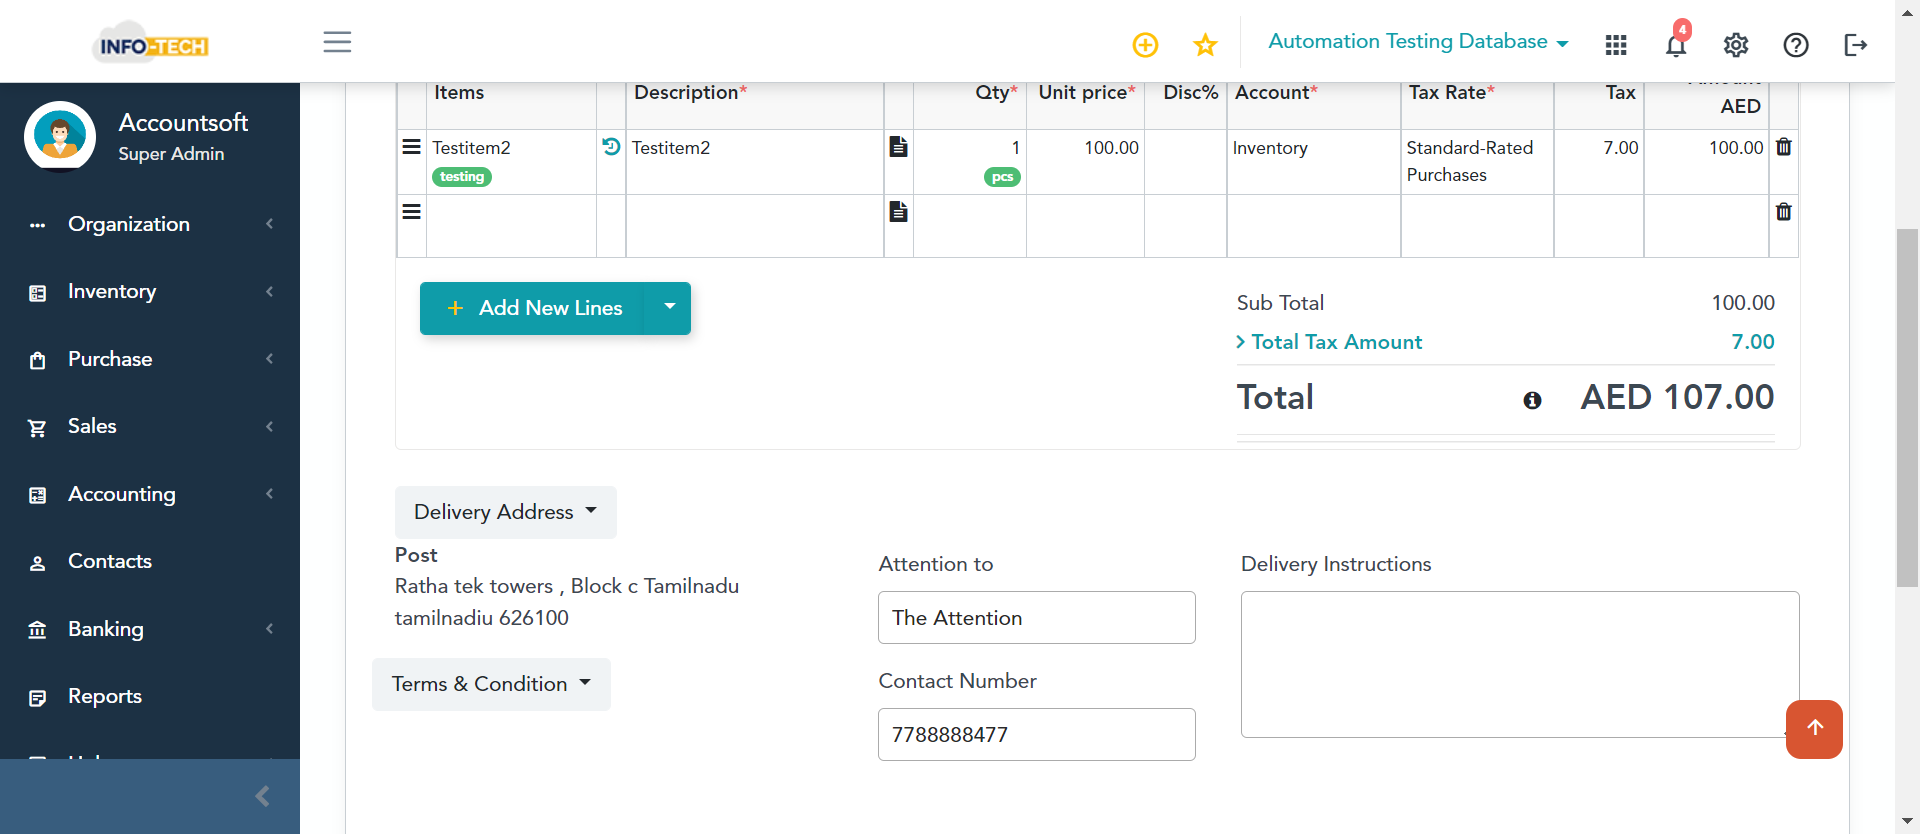 INFO-TECH
Automation Testing Database
4
Accountsoft
Super Admin
Organization
Inventory
Purchase
Sales
Accounting
Contacts
Banking
Reports
Items
Description*
Qty*
Unit price*
Disc%
Account*
Tax Rate*
Tax
Amount
AED
Testitem2
testing
Testitem2
1
pcs
100.00
Inventory
Standard-Rated
Purchases
7.00
100.00
+ Add New Lines
Sub Total 100.00
Total Tax Amount 7.00
Total AED 107.00
Delivery Address
Post
Ratha tek towers , Block c Tamilnadu
tamilnadiu 626100
Terms & Condition
Attention to
The Attention
Contact Number
7788888477
Delivery Instructions